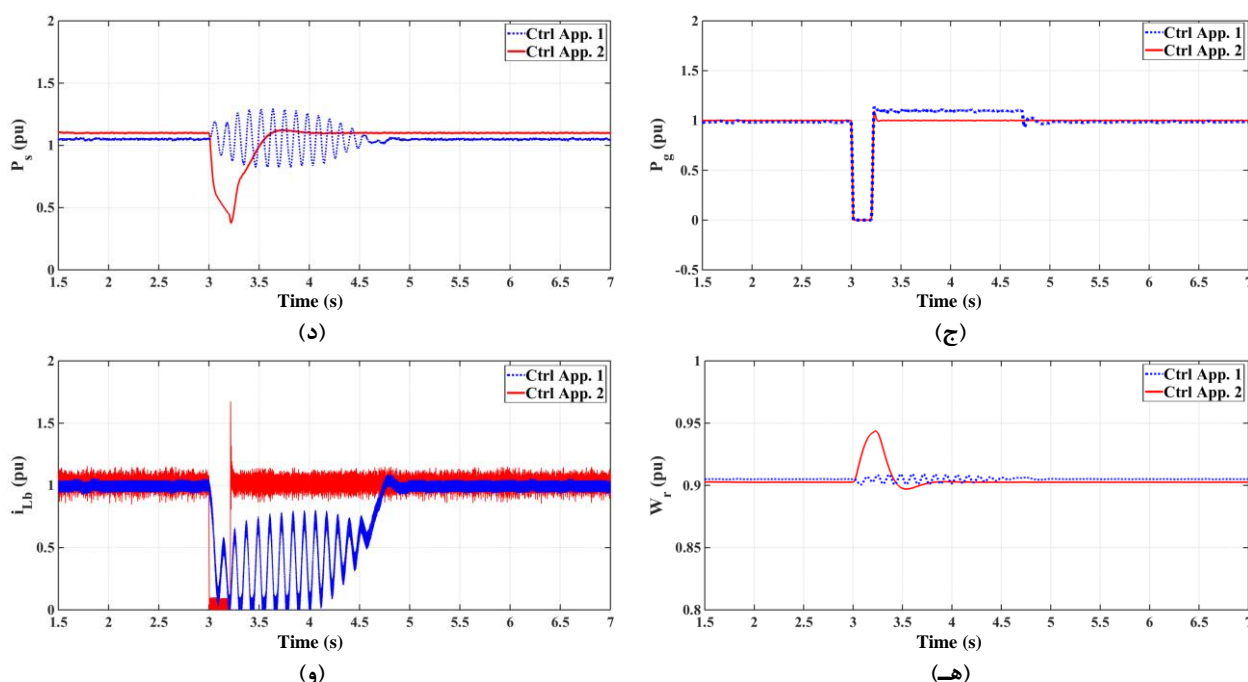 2
1.5
1
0.5
0
P_s (pu)
Ctrl App. 1
Ctrl App. 2
1.5 2 2.5 3 3.5 4 4.5 5 5.5 6 6.5 7
Time (s)
(د)
2
1.5
1
0.5
0
-0.5
P_g (pu)
Ctrl App. 1
Ctrl App. 2
1.5 2 2.5 3 3.5 4 4.5 5 5.5 6 6.5 7
Time (s)
(ج)
2
1.5
1
0.5
0
i_Lb (pu)
Ctrl App. 1
Ctrl App. 2
1.5 2 2.5 3 3.5 4 4.5 5 5.5 6 6.5 7
Time (s)
(و)
1
0.95
0.9
0.85
0.8
W_r (pu)
Ctrl App. 1
Ctrl App. 2
1.5 2 2.5 3 3.5 4 4.5 5 5.5 6 6.5 7
Time (s)
(هـ)